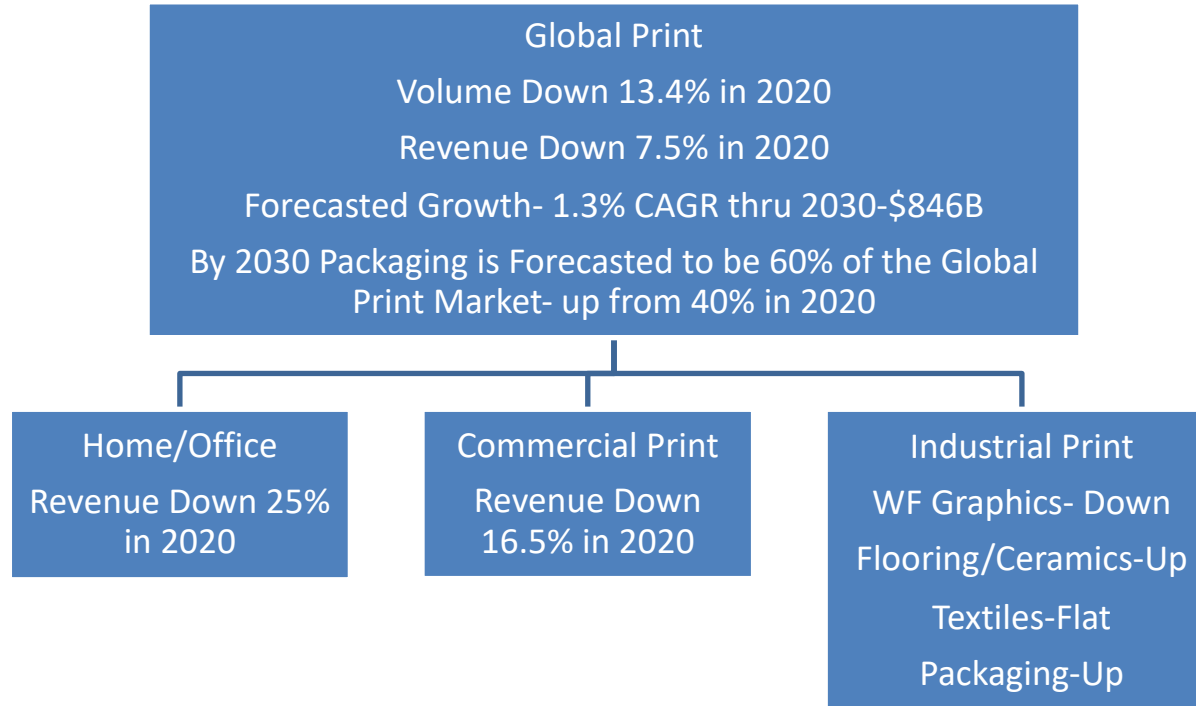 Global Print
Volume Down 13.4% in 2020
Revenue Down 7.5% in 2020
Forecasted Growth- 1.3% CAGR thru 2030-$846B
By 2030 Packaging is Forecasted to be 60% of the Global
Print Market- up from 40% in 2020
Home/Office
Revenue Down 25%
in 2020
Commercial Print
Revenue Down
16.5% in 2020
Industrial Print
WF Graphics- Down
Flooring/Ceramics-Up
Textiles-Flat
Packaging-Up